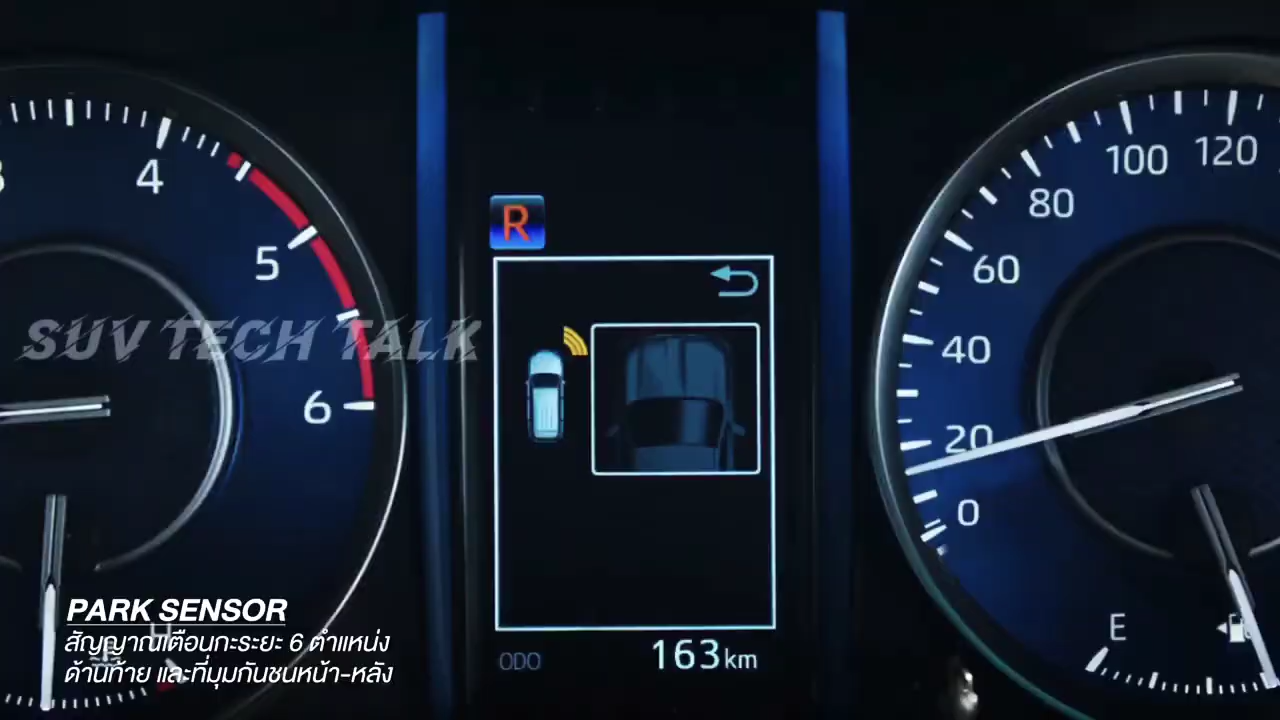 3
4
5
6
R
SUV TECH TALK
0
20
40
60
80
100
120
E
H
ODO 163km
PARK SENSOR
สัญญาณเตือนกะระยะ 6 ตำแหน่ง
ด้านท้าย และที่มุมกันชนหน้า-หลัง